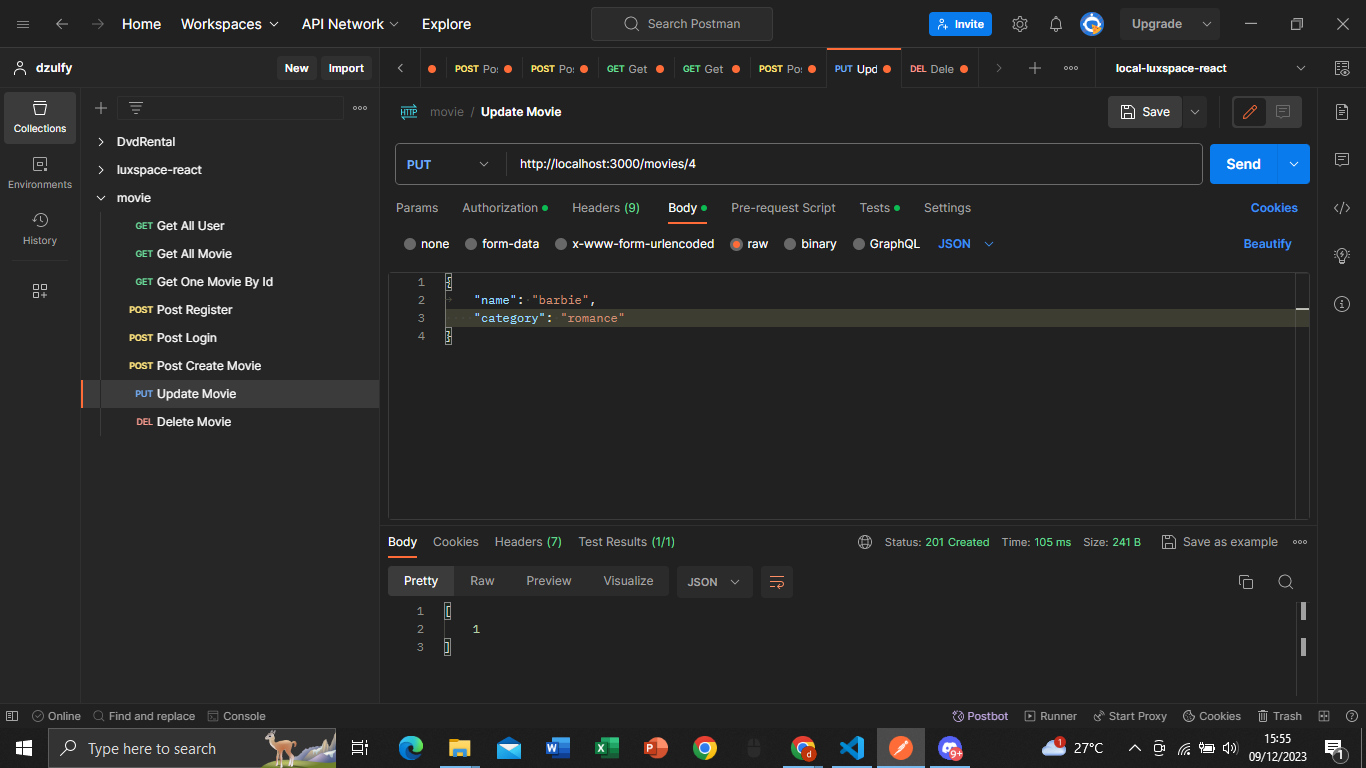 Home Workspaces API Network Explore Search Postman Invite Upgrade
dzulfy New Import POST Po: POST Po: GET Get GET Get POST Po: PUT Upd DEL Dele local-luxspace-react
Collections
Environments
History
DvdRental
luxspace-react
movie
GET Get All User
GET Get All Movie
GET Get One Movie By Id
POST Post Register
POST Post Login
POST Post Create Movie
PUT Update Movie
DEL Delete Movie
HTTP movie / Update Movie Save
PUT http://localhost:3000/movies/4 Send
Params Authorization Headers (9) Body Pre-request Script Tests Settings Cookies
none form-data x-www-form-urlencoded raw binary GraphQL JSON Beautify
1 {
2 "name": "barbie",
3 "category": "romance"
4 }
Body Cookies Headers (7) Test Results (1/1) Status: 201 Created Time: 105 ms Size: 241 B Save as example
Pretty Raw Preview Visualize JSON
1 [
2 1
3 ]
Online Find and replace Console Postbot Runner Start Proxy Cookies Trash
Type here to search 9+ 1 27°C 15:55
09/12/2023 1